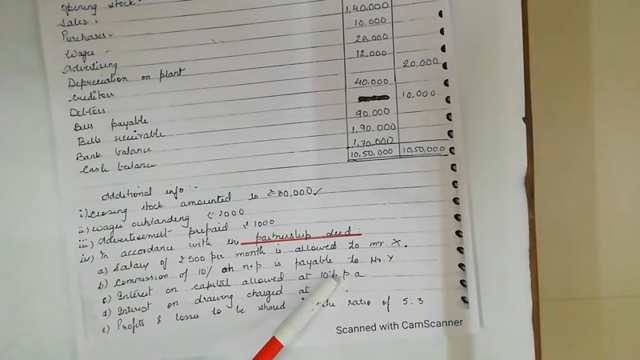 Opening stock
Sales - 1,40,000
Purchases - 10,000
Wages - 28,000
Advertising 12,000
Depreciation on plant 20,000
Creditors 40,000
Debtors 10,000
Bills payable 90,000
Bills receivable 1,90,000
Bank balance 1,30,000
Cash balance 10,50,000 10,50,000
Additional info :-
i) Closing stock amounted to ₹ 80,000 ✓
ii) Wages outstanding ₹ 2000
iii) Advertisement prepaid ₹ 1000
iv) In accordance with the partnership deed:
a) Salary of ₹ 500 per month is allowed to Mr X.
b) Commission of 10% on n.p is payable to Mr. Y
c) Interest on capital allowed at 10% p a
d) Interest on drawing charged at
e) Profits & losses to be shared ratio of 5:3
Scanned with CamScanner